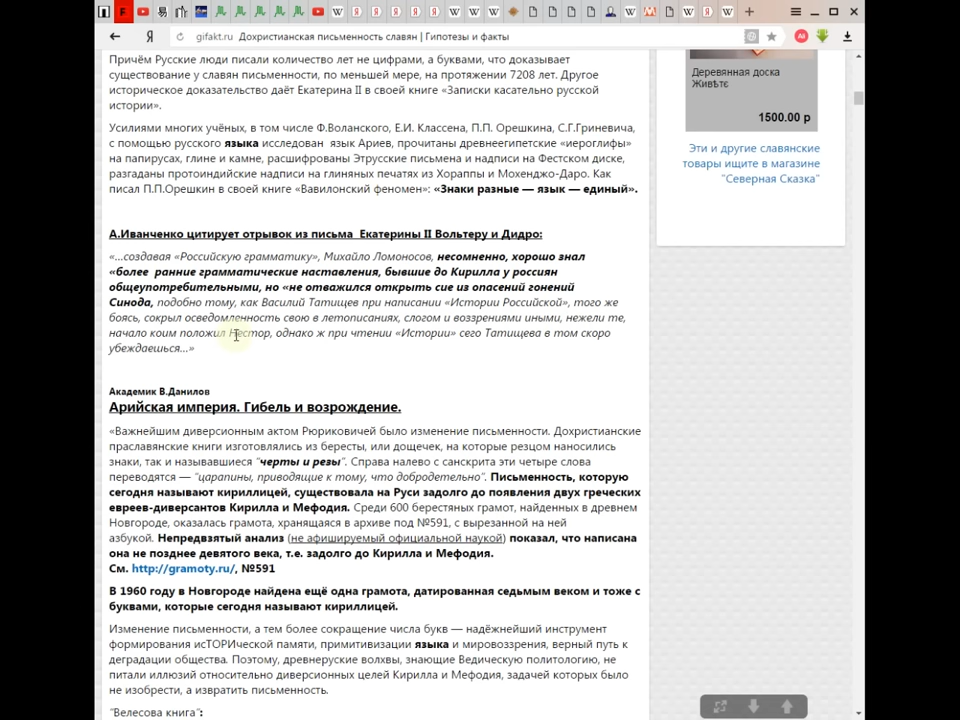 gifakt.ru Дохристианская письменность славян | Гипотезы и факты
Причём Русские люди писали количество лет не цифрами, а буквами, что доказывает
существование у славян письменности, по меньшей мере, на протяжении 7208 лет. Другое
историческое доказательство даёт Екатерина II в своей книге «Записки касательно русской
истории».
Усилиями многих учёных, в том числе Ф.Воланского, Е.И. Классена, П.П. Орешкина, С.Г.Гриневича,
с помощью русского языка исследован язык Ариев, прочитаны древнеегипетские «иероглифы»
на папирусах, глине и камне, расшифрованы Этрусские письмена и надписи на Фестском диске,
разгаданы протоиндийские надписи на глиняных печатях из Хораппы и Мохенджо-Даро. Как
писал П.П.Орешкин в своей книге «Вавилонский феномен»: «Знаки разные — язык — единый».
А.Иванченко цитирует отрывок из письма Екатерины II Вольтеру и Дидро:
«...создавая «Российскую грамматику», Михайло Ломоносов, несомненно, хорошо знал
«более ранние грамматические наставления, бывшие до Кирилла у россиян
общеупотребительными, но «не отважился открыть сие из опасений гонений
Синода, подобно тому, как Василий Татищев при написании «Истории Российской», того же
боясь, сокрыл осведомленность свою в летописаниях, слогом и воззрениями иными, нежели те,
начало коим положил Нестор, однако ж при чтении «Истории» сего Татищева в том скоро
убеждаешься...»
Академик В.Данилов
Арийская империя. Гибель и возрождение.
«Важнейшим диверсионным актом Рюриковичей было изменение письменности. Дохристианские
праславянские книги изготовлялись из бересты, или дощечек, на которые резцом наносились
знаки, так и называвшиеся "черты и резы". Справа налево с санскрита эти четыре слова
переводятся — "царапины, приводящие к тому, что добродетельно". Письменность, которую
сегодня называют кириллицей, существовала на Руси задолго до появления двух греческих
евреев-диверсантов Кирилла и Мефодия. Среди 600 берестяных грамот, найденных в древнем
Новгороде, оказалась грамота, хранящаяся в архиве под №591, с вырезанной на ней
азбукой. Непредвзятый анализ (не афишируемый официальной наукой) показал, что написана
она не позднее девятого века, т.е. задолго до Кирилла и Мефодия.
См. http://gramoty.ru/, №591
В 1960 году в Новгороде найдена ещё одна грамота, датированная седьмым веком и тоже с
буквами, которые сегодня называют кириллицей.
Изменение письменности, а тем более сокращение числа букв — надёжнейший инструмент
формирования исТОРИческой памяти, примитивизации языка и мировоззрения, верный путь к
деградации общества. Поэтому, древнерусские волхвы, знающие Ведическую политологию, не
питали иллюзий относительно диверсионных целей Кирилла и Мефодия, задачей которых было
не изобрести, а извратить письменность.
"Велесова книга":
Деревянная доска
Живѣте
1500.00 р
Эти и другие славянские
товары ищите в магазине
"Северная Сказка"